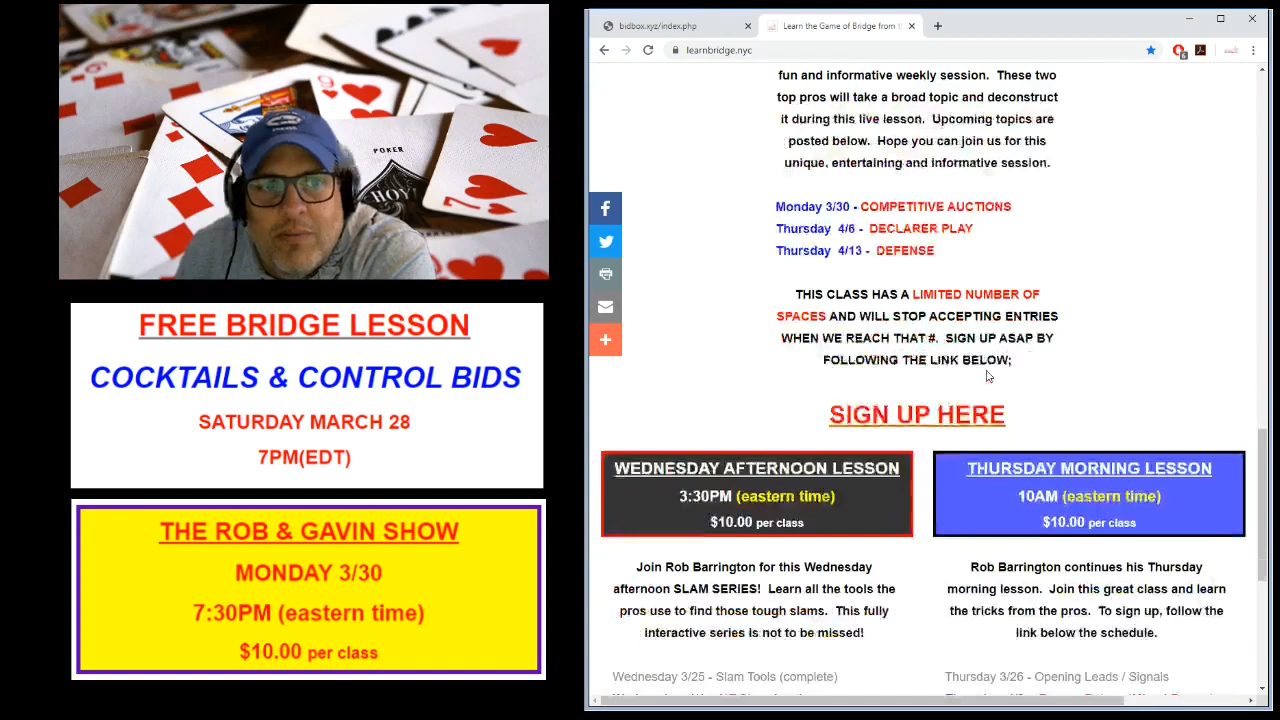 POKER
HOY
7
FREE BRIDGE LESSON
COCKTAILS & CONTROL BIDS
SATURDAY MARCH 28
7PM(EDT)
THE ROB & GAVIN SHOW
MONDAY 3/30
7:30PM (eastern time)
$10.00 per class
bidbox.xyz/index.php
Learn the Game of Bridge from
learnbridge.nyc
fun and informative weekly session. These two
top pros will take a broad topic and deconstruct
it during this live lesson. Upcoming topics are
posted below. Hope you can join us for this
unique, entertaining and informative session.
Monday 3/30 - COMPETITIVE AUCTIONS
Thursday 4/6 - DECLARER PLAY
Thursday 4/13 - DEFENSE
THIS CLASS HAS A LIMITED NUMBER OF
SPACES AND WILL STOP ACCEPTING ENTRIES
WHEN WE REACH THAT #. SIGN UP ASAP BY
FOLLOWING THE LINK BELOW;
SIGN UP HERE
WEDNESDAY AFTERNOON LESSON
3:30PM (eastern time)
$10.00 per class
Join Rob Barrington for this Wednesday
afternoon SLAM SERIES! Learn all the tools the
pros use to find those tough slams. This fully
interactive series is not to be missed!
Wednesday 3/25 - Slam Tools (complete)
THURSDAY MORNING LESSON
10AM (eastern time)
$10.00 per class
Rob Barrington continues his Thursday
morning lesson. Join this great class and learn
the tricks from the pros. To sign up, follow the
link below the schedule.
Thursday 3/26 - Opening Leads / Signals